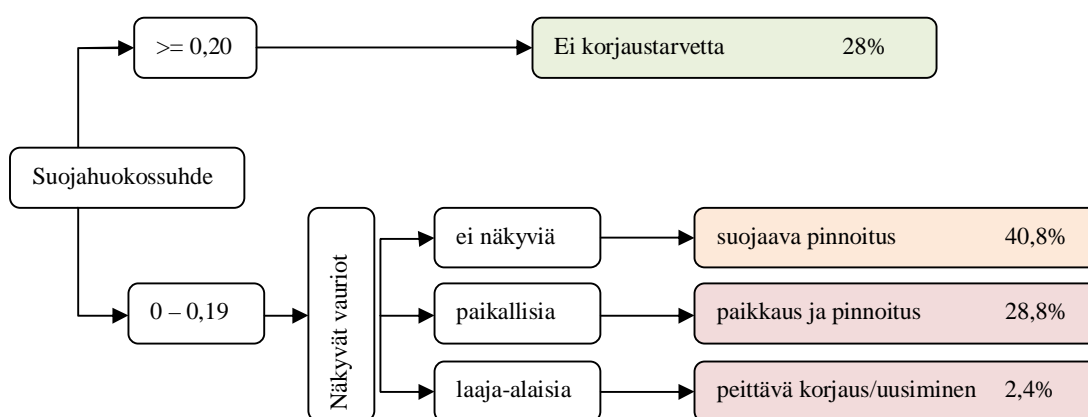 >= 0,20
Ei korjaustarvetta 28%
Suojahuokossuhde
0 – 0,19
Näkyvät vauriot
ei näkyviä
suojaava pinnoitus 40,8%
paikallisia
paikkaus ja pinnoitus 28,8%
laaja-alaisia
peittävä korjaus/uusiminen 2,4%